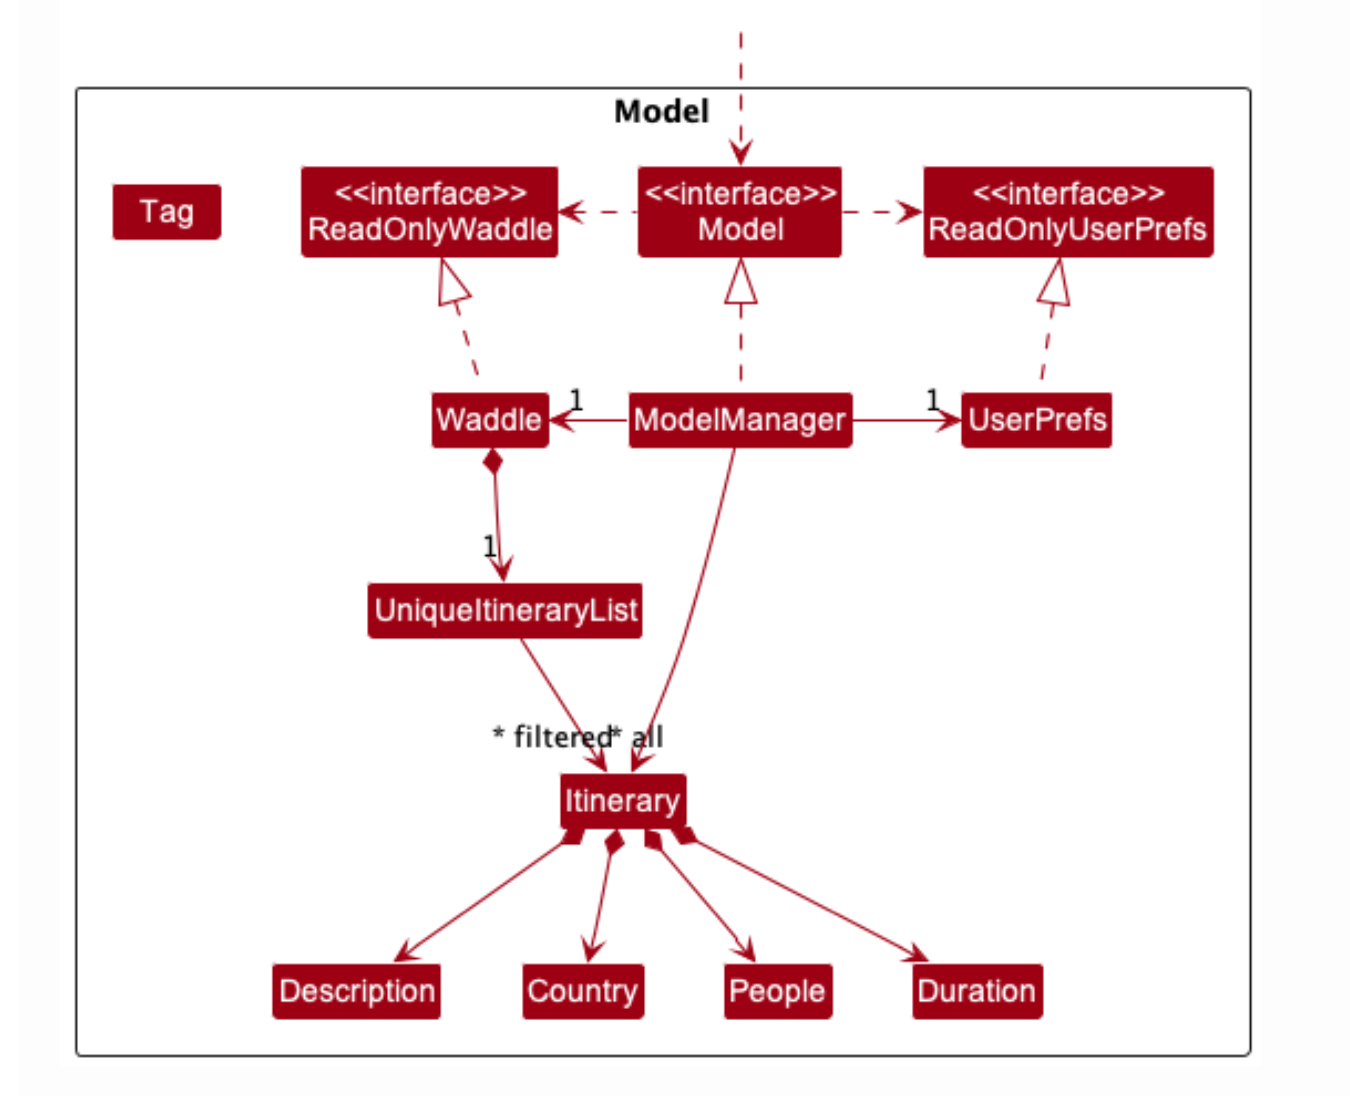 Model
Tag
<<interface>>
ReadOnlyWaddle
<<interface>>
Model
<<interface>>
ReadOnlyUserPrefs
Waddle
1
ModelManager
1
UserPrefs
1
UniqueItineraryList
* filtered
* all
Itinerary
Description
Country
People
Duration